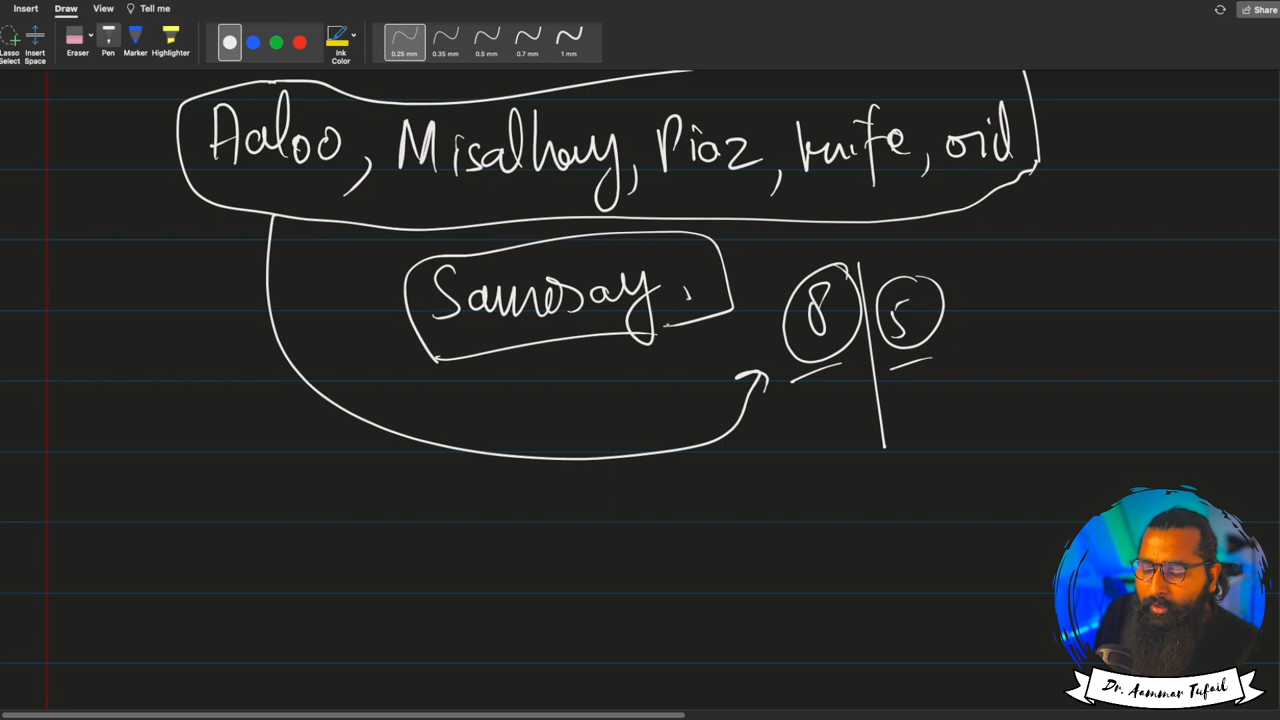 Insert Draw View Tell me
Share
Lasso Select
Insert Space
Eraser
Pen
Marker
Highlighter
Ink Color
0.25 mm 0.35 mm 0.5 mm 0.7 mm 1 mm
Aaloo, Misalhay, Piaz, knife, oil
Samosay.
8 5
Dr. Aammar Tufail